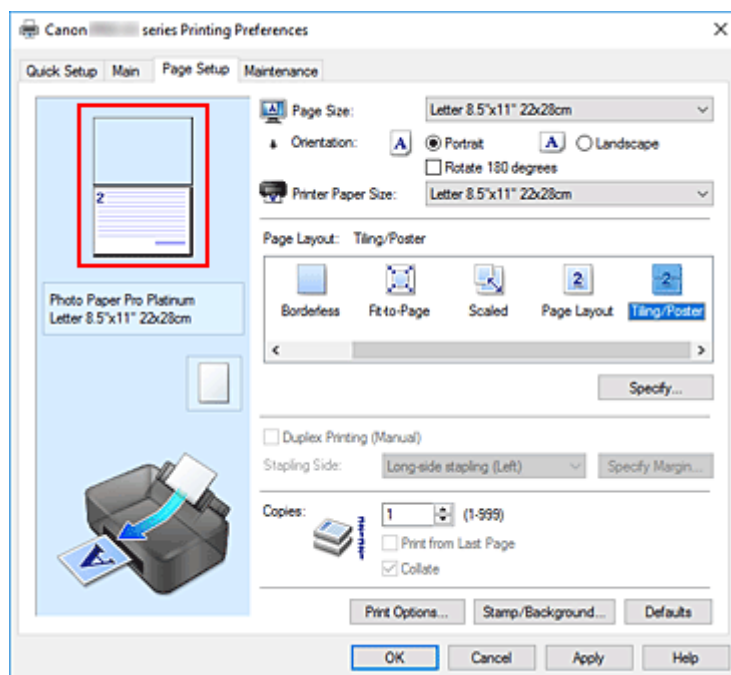 Canon series Printing Preferences
Quick Setup Main Page Setup Maintenance
2
Photo Paper Pro Platinum
Letter 8.5"x11" 22x28cm
A
Page Size: Letter 8.5"x11" 22x28cm
Orientation: A Portrait A Landscape
Rotate 180 degrees
Printer Paper Size: Letter 8.5"x11" 22x28cm
Page Layout: Tiling/Poster
2 2
Borderless Fit-to-Page Scaled Page Layout Tiling/Poster
Specify...
Duplex Printing (Manual)
Stapling Side: Long-side stapling (Left) Specify Margin...
Copies: 1 (1-999)
Print from Last Page
Collate
Print Options... Stamp/Background... Defaults
OK Cancel Apply Help